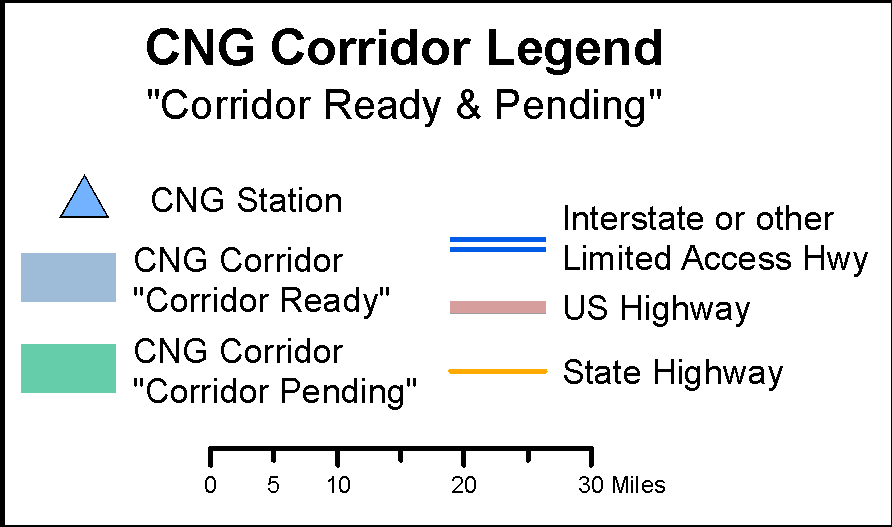 CNG Corridor Legend
"Corridor Ready & Pending"
CNG Station
CNG Corridor
"Corridor Ready"
CNG Corridor
"Corridor Pending"
Interstate or other
Limited Access Hwy
US Highway
State Highway
0 5 10 20 30 Miles